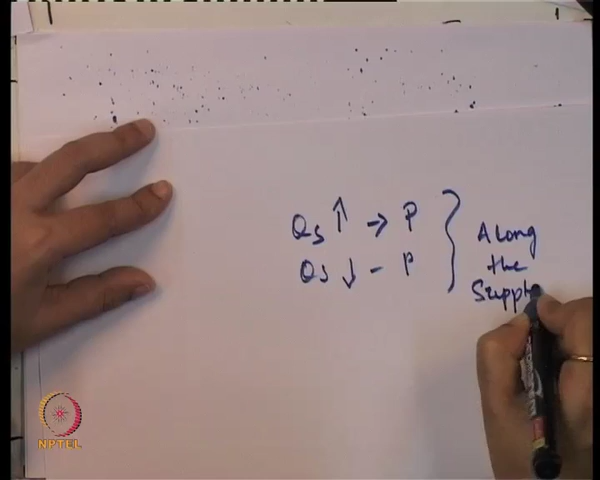 Qs ↑ → P } Along
Qs ↓ - P the
Supply
NPTEL